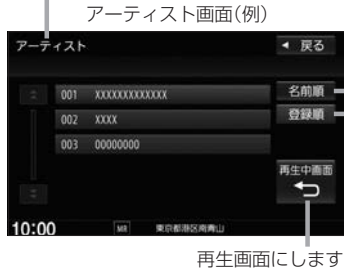 アーティスト画面(例)
アーティスト
◀ 戻る
001 XXXXXXXXXXXXX
名前順
002 XXXX
登録順
003 00000000
再生中画面
10:00
MR
東京都港区南青山
再生画面にします